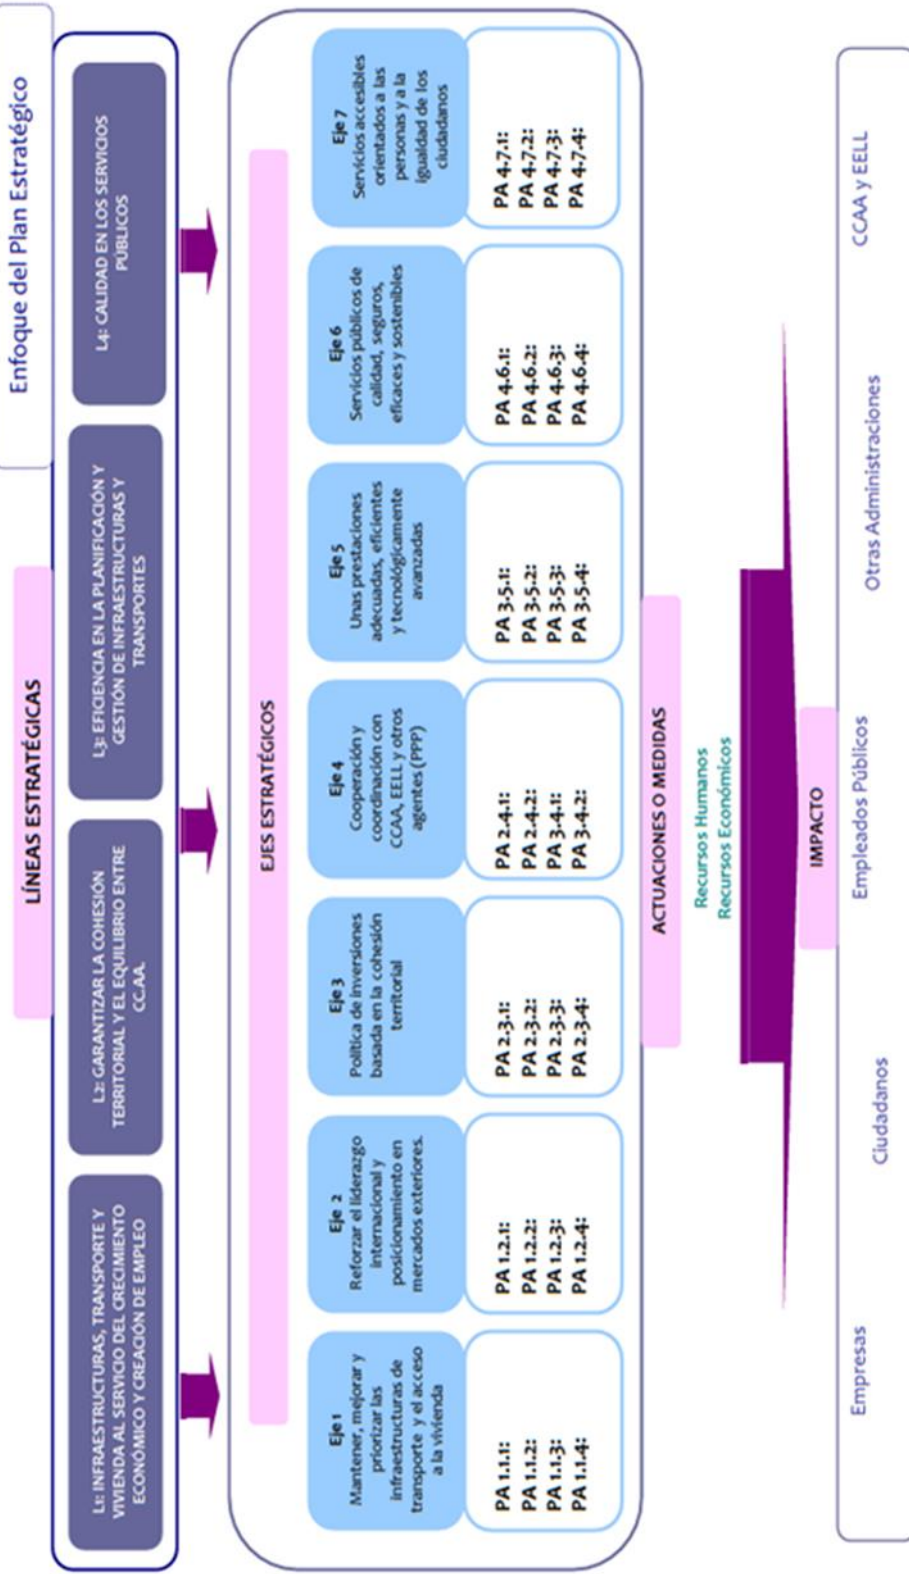 Enfoque del Plan Estratégico
LÍNEAS ESTRATÉGICAS
L1: INFRAESTRUCTURAS, TRANSPORTE Y
VIVIENDA AL SERVICIO DEL CRECIMIENTO
ECONÓMICO Y CREACIÓN DE EMPLEO
L2: GARANTIZAR LA COHESIÓN
TERRITORIAL Y EL EQUILIBRIO ENTRE
CC.AA.
L3: EFICIENCIA EN LA PLANIFICACIÓN Y
GESTIÓN DE INFRAESTRUCTURAS Y
TRANSPORTES
L4: CALIDAD EN LOS SERVICIOS
PÚBLICOS
EJES ESTRATÉGICOS
Eje 1
Mantener, mejorar y
priorizar las
infraestructuras de
transporte y el acceso
a la vivienda
PA 1.1.1:
PA 1.1.2:
PA 1.1.3:
PA 1.1.4:
Eje 2
Reforzar el liderazgo
internacional y
posicionamiento en
mercados exteriores.
PA 1.2.1:
PA 1.2.2:
PA 1.2.3:
PA 1.2.4:
Eje 3
Política de inversiones
basada en la cohesión
territorial
PA 2.3.1:
PA 2.3.2:
PA 2.3.3:
PA 2.3.4:
Eje 4
Cooperación y
coordinación con
CCAA, EELL y otros
agentes (PPP)
PA 2.4.1:
PA 2.4.2:
PA 3.4.1:
PA 3.4.2:
Eje 5
Unas prestaciones
adecuadas, eficientes
y tecnológicamente
avanzadas
PA 3.5.1:
PA 3.5.2:
PA 3.5.3:
PA 3.5.4:
Eje 6
Servicios públicos de
calidad, seguros,
eficaces y sostenibles
PA 4.6.1:
PA 4.6.2:
PA 4.6.3:
PA 4.6.4:
Eje 7
Servicios accesibles
orientados a las
personas y a la
igualdad de los
ciudadanos
PA 4.7.1:
PA 4.7.2:
PA 4.7.3:
PA 4.7.4:
ACTUACIONES O MEDIDAS
Recursos Humanos
Recursos Económicos
IMPACTO
Empresas
Ciudadanos
Empleados Públicos
Otras Administraciones
CCAA y EELL